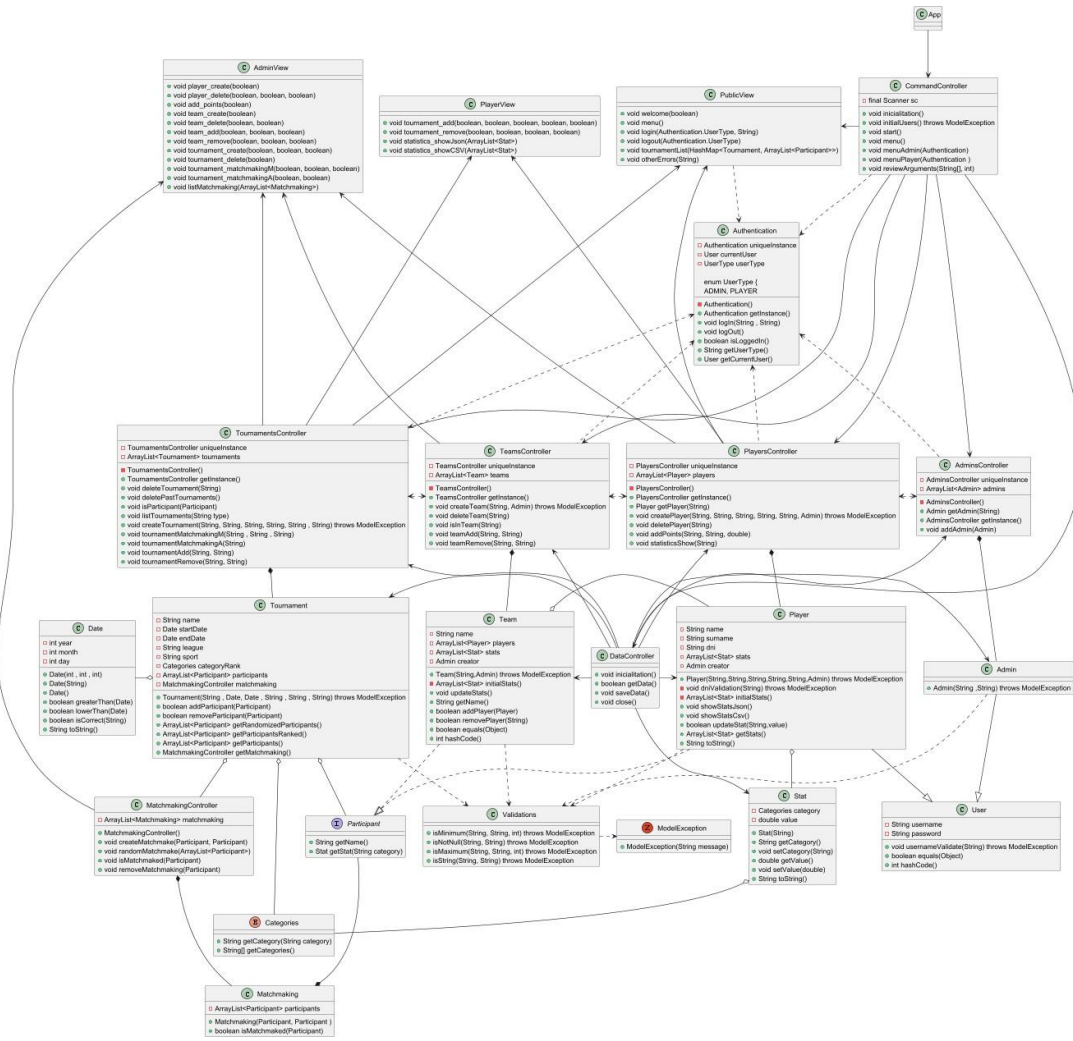 C App
C AdminView
void player_create(boolean)
void player_delete(boolean, boolean, boolean)
void add_points(boolean)
void team_create(boolean)
void team_delete(boolean, boolean)
void team_add(boolean, boolean)
void team_remove(boolean, boolean, boolean)
void tournament_create(boolean, boolean)
void tournament_delete(boolean)
void tournament_matchmakingM(boolean, boolean, boolean)
void tournament_matchmakingA(boolean, boolean)
void listMatchmaking(ArrayList<Matchmaking>)
C PlayerView
void tournament_add(boolean, boolean, boolean, boolean, boolean)
void tournament_remove(boolean, boolean, boolean)
void statistics_showJson(ArrayList<Stat>)
void statistics_showCSV(ArrayList<Stat>)
C PublicView
void welcome(boolean)
void menu()
void login(Authentication.UserType, String)
void logout(Authentication.UserType)
void tournamentList(HashMap<Tournament, ArrayList<Participant>>)
void otherErrors(String)
C CommandController
final Scanner sc
void inicialitation()
void initialUsers() throws ModelException
void start()
void menu()
void menuAdmin(Authentication)
void menuPlayer(Authentication )
void reviewArguments(String[], int)
C Authentication
Authentication uniqueInstance
User currentUser
UserType userType
enum UserType {
ADMIN, PLAYER
Authentication()
Authentication getInstance()
void logIn(String , String)
void logOut()
boolean isLoggedIn()
String getUserType()
User getCurrentUser()
C TournamentsController
TournamentsController uniqueInstance
ArrayList<Tournament> tournaments
TournamentsController()
TournamentsController getInstance()
void deleteTournament(String)
void deletePastTournaments()
void isParticipant(Participant)
void listTournaments(String type)
void createTournament(String, String, String, String, String , String) throws ModelException
void tournamentMatchmakingM(String , String , String)
void tournamentMatchmakingA(String)
void tournamentAdd(String, String)
void tournamentRemove(String, String)
C TeamsController
TeamsController uniqueInstance
ArrayList<Team> teams
TeamsController()
TeamsController getInstance()
void createTeam(String, Admin) throws ModelException
void deleteTeam(String)
void isInTeam(String)
void teamAdd(String, String)
void teamRemove(String, String)
C PlayersController
PlayersController uniqueInstance
ArrayList<Player> players
PlayersController()
PlayersController getInstance()
Player getPlayer(String)
void createPlayer(String, String, String, String, String, Admin) throws ModelException
void deletePlayer(String)
void addPoints(String, String, double)
void statisticsShow(String)
C AdminsController
AdminsController uniqueInstance
ArrayList<Admin> admins
AdminsController()
Admin getAdmin(String)
AdminsController getInstance()
void addAdmin(Admin)
C Date
int year
int month
int day
Date(int , int , int)
Date(String)
Date()
boolean greaterThan(Date)
boolean lowerThan(Date)
boolean isCorrect(String)
String toString()
C Tournament
String name
Date startDate
Date endDate
String league
String sport
Categories categoryRank
ArrayList<Participant> participants
MatchmakingController matchmaking
Tournament(String , Date, Date , String , String , String) throws ModelException
boolean addParticipant(Participant)
boolean removeParticipant(Participant)
ArrayList<Participant> getRandomizedParticipants()
ArrayList<Participant> getParticipantsRanked()
ArrayList<Participant> getParticipants()
MatchmakingController getMatchmaking()
C Team
String name
ArrayList<Player> players
ArrayList<Stat> stats
Admin creator
Team(String,Admin) throws ModelException
ArrayList<Stat> initialStats()
void updateStats()
String getName()
boolean addPlayer(Player)
boolean removePlayer(String)
boolean equals(Object)
int hashCode()
C DataController
void inicialitation()
boolean getData()
void saveData()
void close()
C Player
String name
String surname
String dni
ArrayList<Stat> stats
Admin creator
Player(String,String,String,String,String,Admin) throws ModelException
void dniValidation(String) throws ModelException
ArrayList<Stat> initialStats()
void showStatsJson()
void showStatsCsv()
boolean updateStat(String,value)
ArrayList<Stat> getStats()
String toString()
C Admin
Admin(String ,String) throws ModelException
C MatchmakingController
ArrayList<Matchmaking> matchmaking
MatchmakingController()
void createMatchmake(Participant, Participant)
void randomMatchmake(ArrayList<Participant>)
void isMatchmaked(Participant)
void removeMatchmaking(Participant)
I Participant
String getName()
Stat getStat(String category)
C Validations
isMinimum(String, String, int) throws ModelException
isNotNull(String, String) throws ModelException
isMaximum(String, String, int) throws ModelException
isString(String, String) throws ModelException
ModelException
ModelException(String message)
C Stat
Categories category
double value
Stat(String)
String getCategory()
void setCategory(String)
double getValue()
void setValue(double)
String toString()
C User
String username
String password
void usernameValidate(String) throws ModelException
boolean equals(Object)
int hashCode()
E Categories
String getCategory(String category)
String[] getCategories()
C Matchmaking
ArrayList<Participant> participants
Matchmaking(Participant, Participant )
boolean isMatchmaked(Participant)